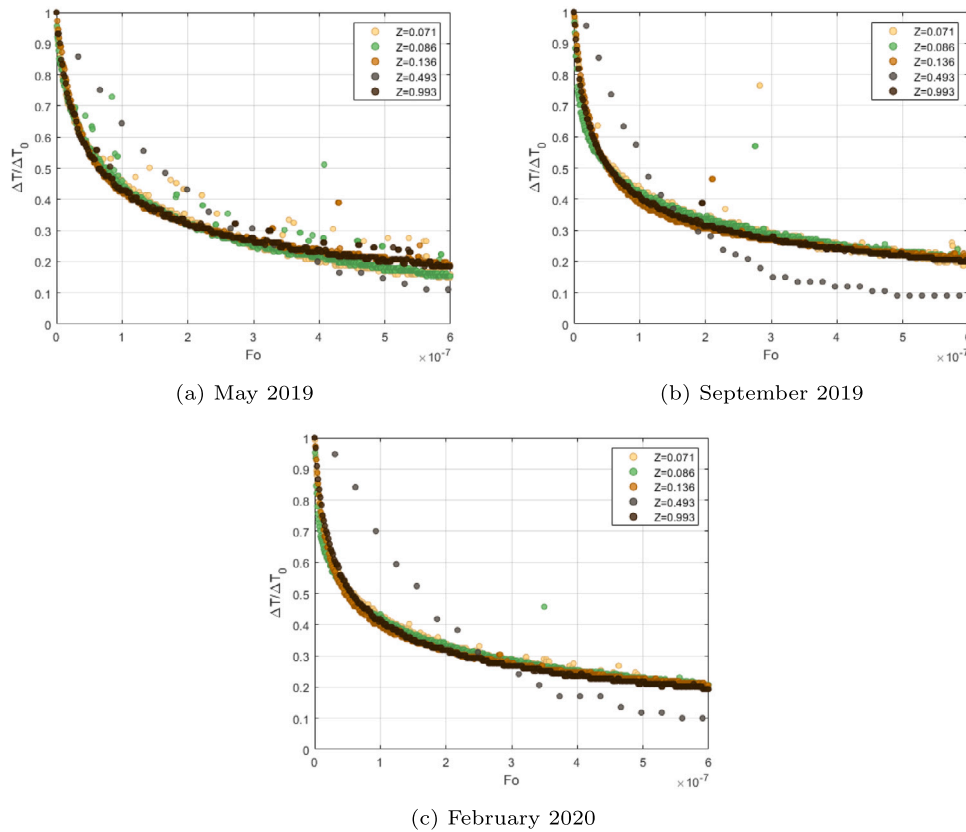 1
0.9
0.8
0.7
0.6
0.5
0.4
0.3
0.2
0.1
0
ΔT/ΔT₀
0 1 2 3 4 5 6
Fo
×10⁻⁷
Z=0.071
Z=0.086
Z=0.136
Z=0.493
Z=0.993
(a) May 2019
1
0.9
0.8
0.7
0.6
0.5
0.4
0.3
0.2
0.1
0
ΔT/ΔT₀
0 1 2 3 4 5 6
Fo
×10⁻⁷
Z=0.071
Z=0.086
Z=0.136
Z=0.493
Z=0.993
(b) September 2019
1
0.9
0.8
0.7
0.6
0.5
0.4
0.3
0.2
0.1
0
ΔT/ΔT₀
0 1 2 3 4 5 6
Fo
×10⁻⁷
Z=0.071
Z=0.086
Z=0.136
Z=0.493
Z=0.993
(c) February 2020